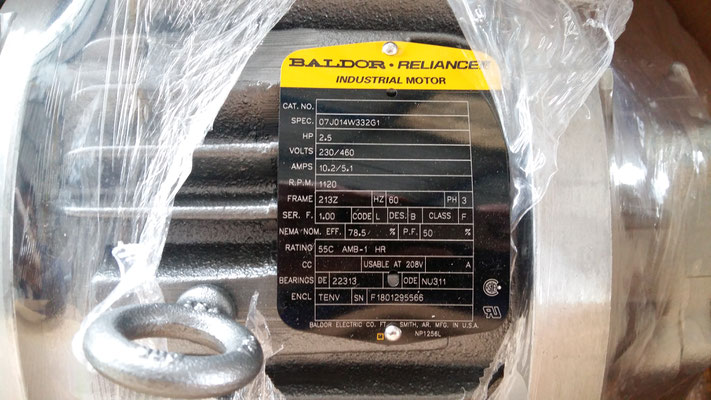 BALDOR • RELIANCE
INDUSTRIAL MOTOR
CAT. NO.
SPEC. 07J014W332G1
HP 2.5
VOLTS 230/460
AMPS 10.2/5.1
R.P.M. 1120
FRAME 213Z HZ 60 PH 3
SER. F. 1.00 CODE L DES. B CLASS F
NEMA NOM. EFF. 78.5 % P.F. 50 %
RATING 55C AMB-1 HR
CC USABLE AT 208V A
BEARINGS DE 22313 ODE NU311
ENCL TENV SN F1801295566
BALDOR ELECTRIC CO. FT. SMITH, AR. MFG. IN U.S.A.
NP1256L